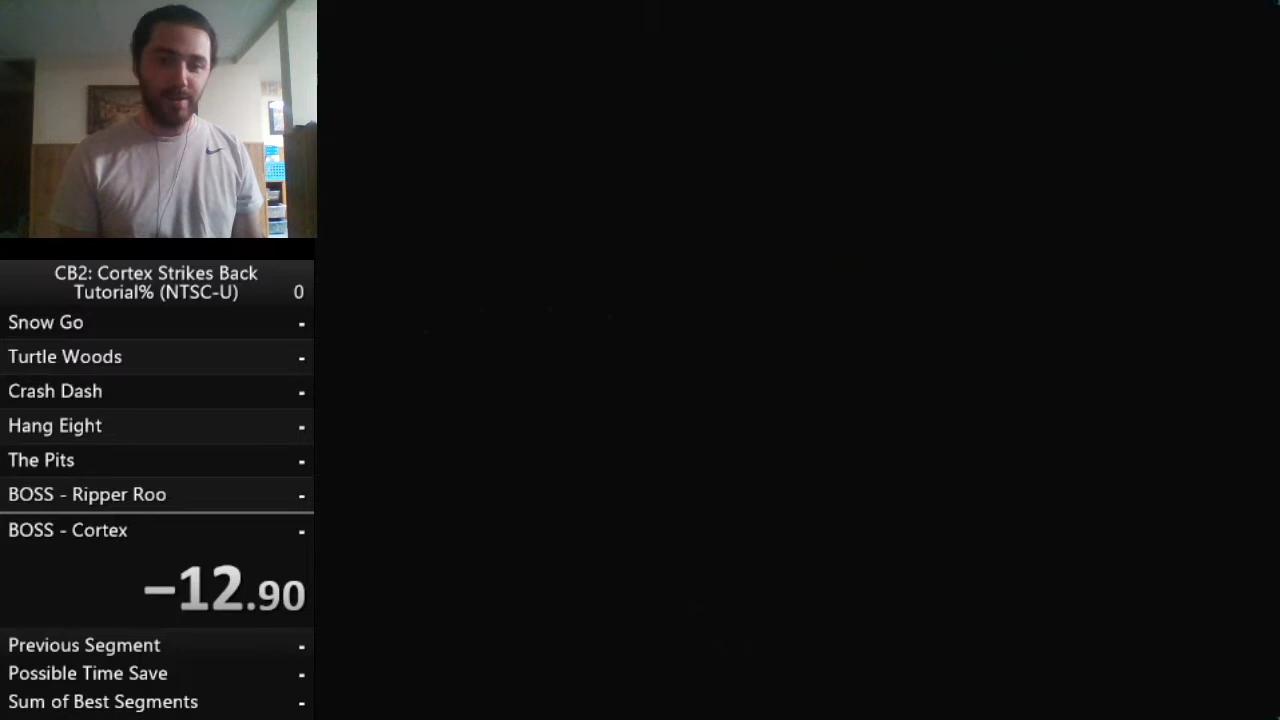 CB2: Cortex Strikes Back
Tutorial% (NTSC-U) 0
Snow Go -
Turtle Woods -
Crash Dash -
Hang Eight -
The Pits -
BOSS - Ripper Roo -
BOSS - Cortex -
−12.90
Previous Segment -
Possible Time Save -
Sum of Best Segments -